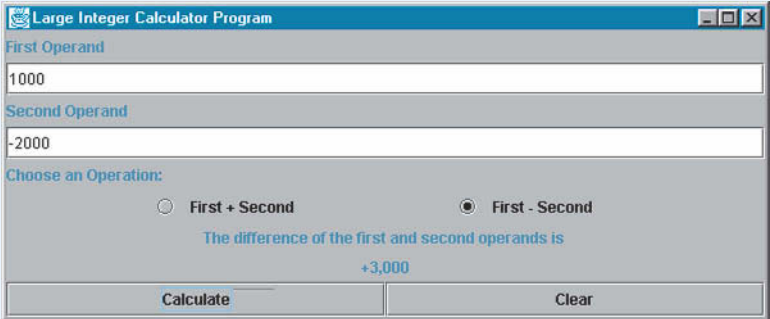 Large Integer Calculator Program
First Operand
1000
Second Operand
-2000
Choose an Operation:
First + Second First - Second
The difference of the first and second operands is
+3,000
Calculate Clear